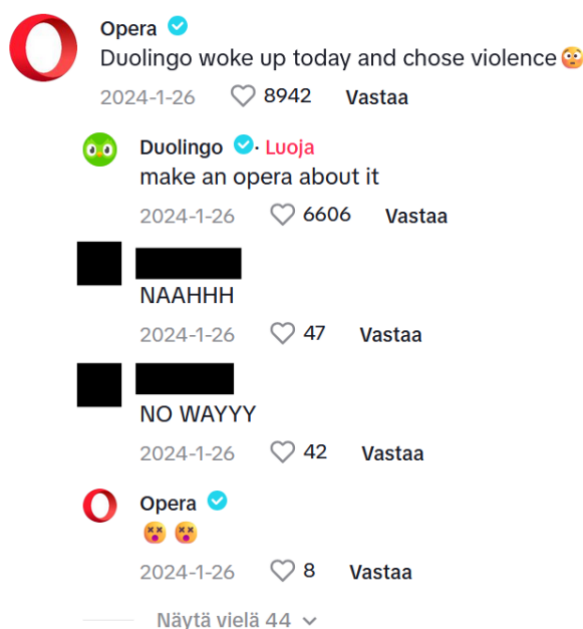 Opera
Duolingo woke up today and chose violence😳
2024-1-26 8942 Vastaa
Duolingo · Luoja
make an opera about it
2024-1-26 6606 Vastaa
NAAHHH
2024-1-26 47 Vastaa
NO WAYYY
2024-1-26 42 Vastaa
Opera
😵😵
2024-1-26 8 Vastaa
Näytä vielä 44